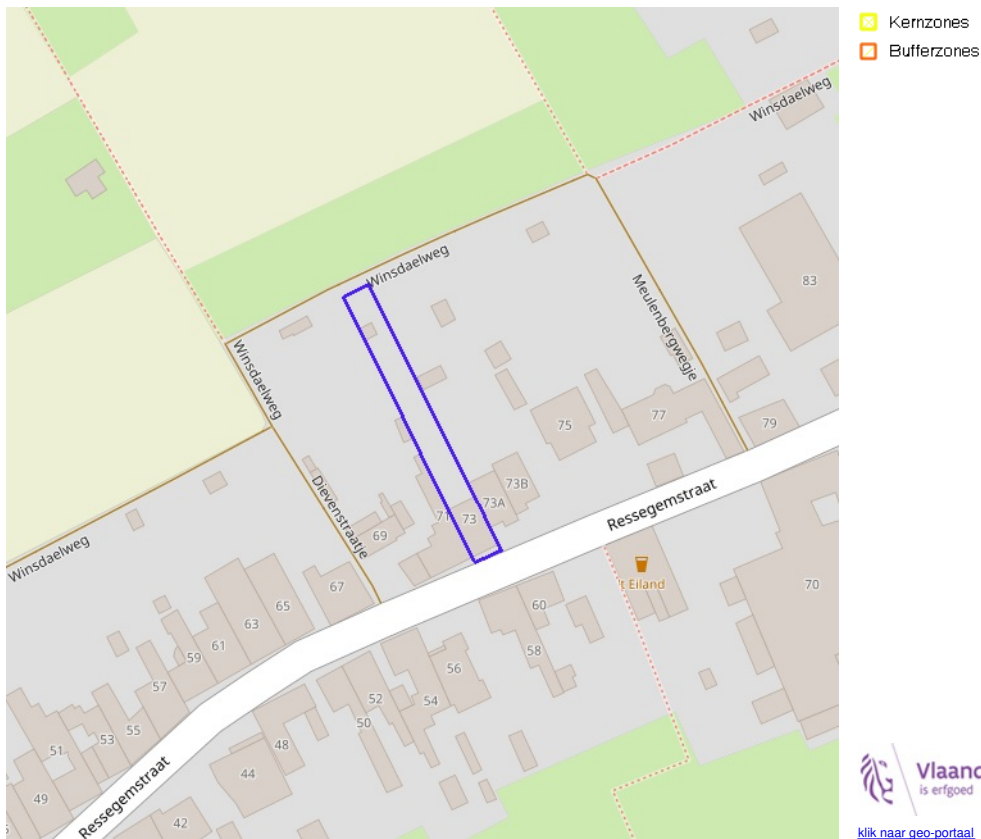 Kernzones
Bufferzones
Winsdaelweg
Winsdaelweg
83
Meulenbergwegje
Winsdaelweg
75
77
79
73B
73A
73
71
Ressegemstraat
Dievenstraatje
69
Winsdaelweg
't Eiland
70
67
65
60
63
61
58
59
56
57
52
54
55
50
53
51
48
44
49
Ressegemstraat
42
Vlaand
is erfgoed
klik naar geo-portaal